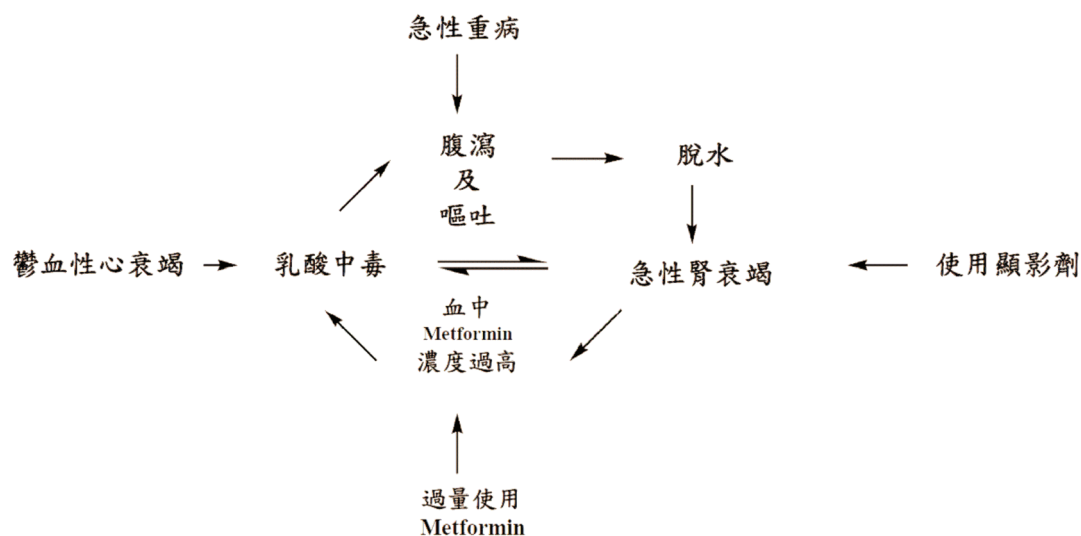 急性重病
腹瀉
及
嘔吐
脫水
鬱血性心衰竭
乳酸中毒
急性腎衰竭
使用顯影劑
血中
Metformin
濃度過高
過量使用
Metformin